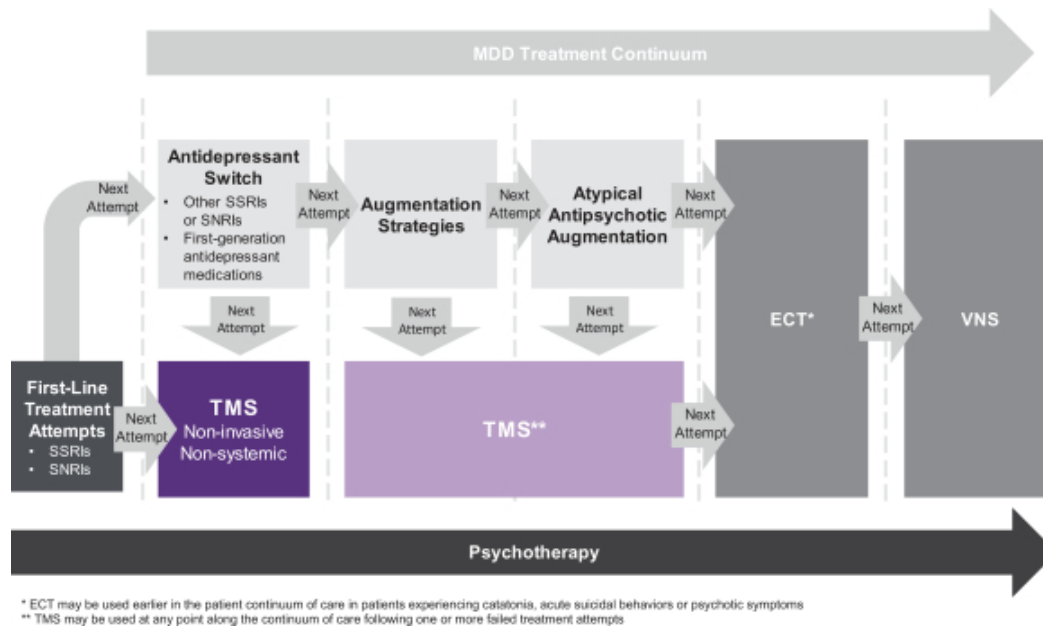 MDD Treatment Continuum
Next
Attempt
Antidepressant
Switch
• Other SSRIs
or SNRIs
• First-generation
antidepressant
medications
Next
Attempt
Augmentation
Strategies
Next
Attempt
Atypical
Antipsychotic
Augmentation
Next
Attempt
Next
Attempt
Next
Attempt
Next
Attempt
ECT*
Next
Attempt
VNS
First-Line
Treatment
Attempts
• SSRIs
• SNRIs
Next
Attempt
TMS
Non-invasive
Non-systemic
TMS**
Next
Attempt
Psychotherapy
* ECT may be used earlier in the patient continuum of care in patients experiencing catatonia, acute suicidal behaviors or psychotic symptoms
** TMS may be used at any point along the continuum of care following one or more failed treatment attempts